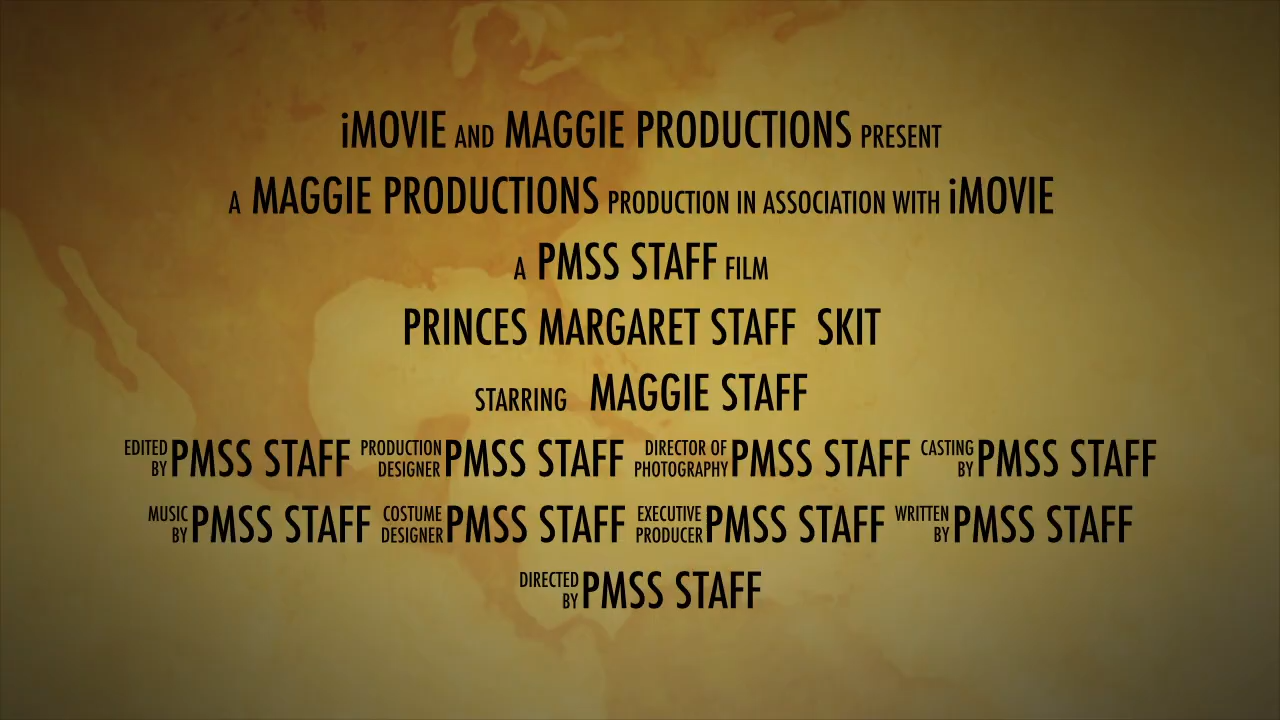 iMOVIE AND MAGGIE PRODUCTIONS PRESENT
A MAGGIE PRODUCTIONS PRODUCTION IN ASSOCIATION WITH iMOVIE
A PMSS STAFF FILM
PRINCES MARGARET STAFF SKIT
STARRING MAGGIE STAFF
EDITED BY PMSS STAFF PRODUCTION DESIGNER PMSS STAFF DIRECTOR OF PHOTOGRAPHY PMSS STAFF CASTING BY PMSS STAFF
MUSIC BY PMSS STAFF COSTUME DESIGNER PMSS STAFF EXECUTIVE PRODUCER PMSS STAFF WRITTEN BY PMSS STAFF
DIRECTED BY PMSS STAFF